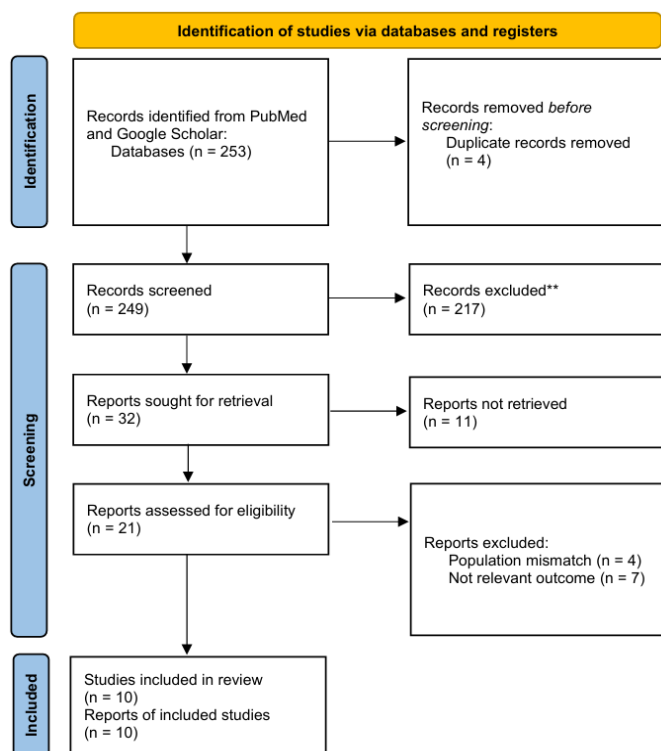 Identification of studies via databases and registers
Identification
Records identified from PubMed
and Google Scholar:
Databases (n = 253)
Records removed before
screening:
Duplicate records removed
(n = 4)
Screening
Records screened
(n = 249)
Records excluded**
(n = 217)
Reports sought for retrieval
(n = 32)
Reports not retrieved
(n = 11)
Reports assessed for eligibility
(n = 21)
Reports excluded:
Population mismatch (n = 4)
Not relevant outcome (n = 7)
Included
Studies included in review
(n = 10)
Reports of included studies
(n = 10)